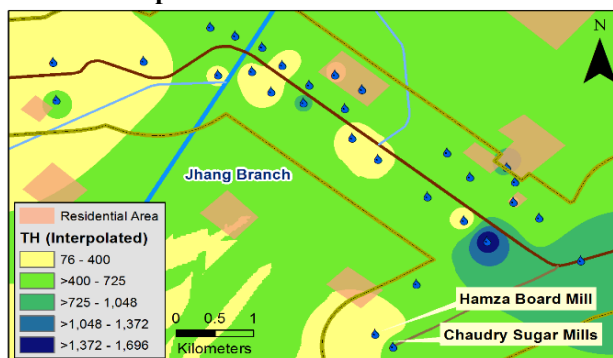 N
Jhang Branch
Residential Area
TH (Interpolated)
76 - 400
>400 - 725
>725 - 1,048
>1,048 - 1,372
>1,372 - 1,696
0 0.5 1
Kilometers
Hamza Board Mill
Chaudry Sugar Mills